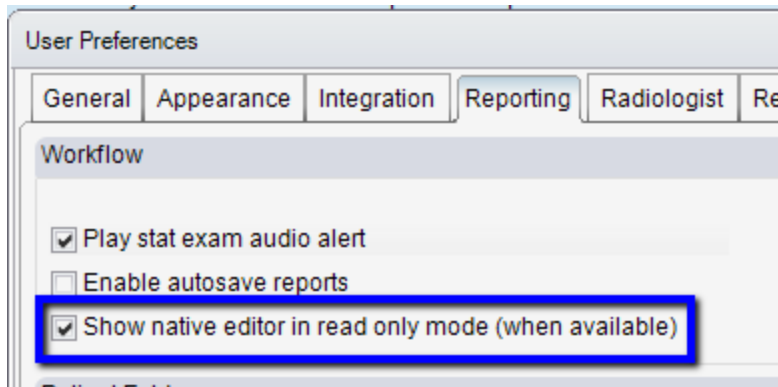 User Preferences
General Appearance Integration Reporting Radiologist Re
Workflow
Play stat exam audio alert
Enable autosave reports
Show native editor in read only mode (when available)